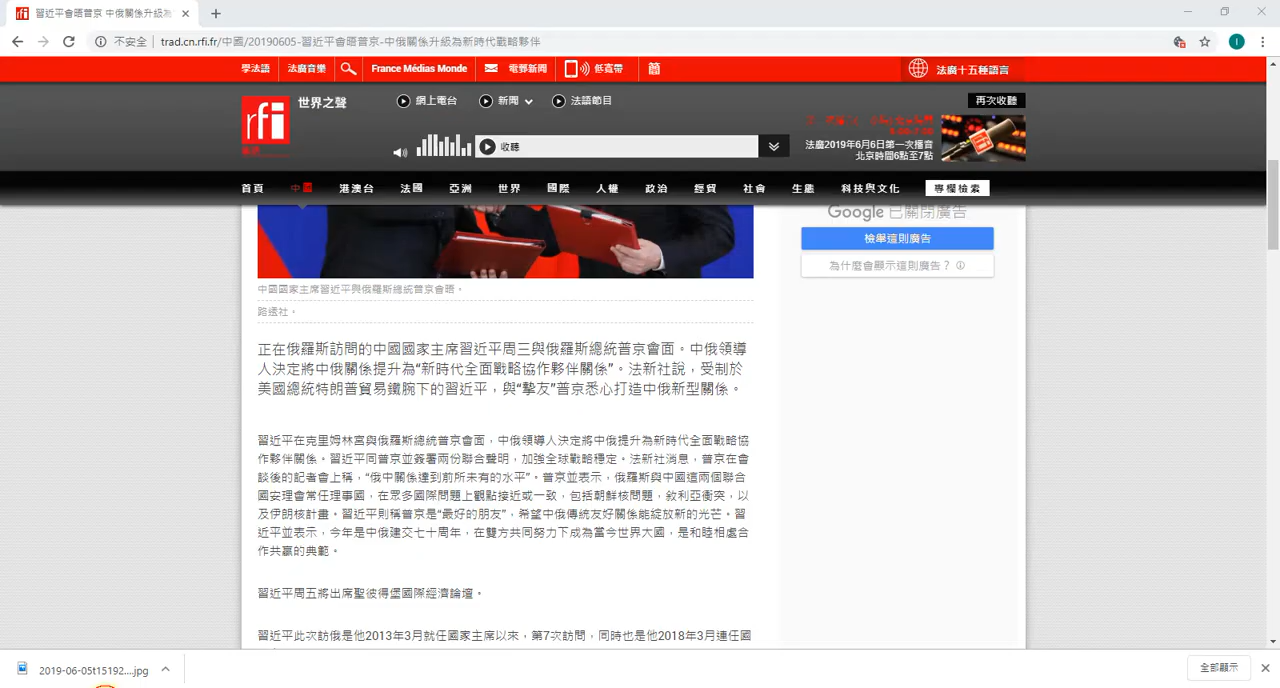 習近平會晤普京 中俄關係升級為
不安全 | trad.cn.rfi.fr/中國/20190605-習近平會晤普京-中俄關係升級為新時代戰略夥伴
學法語 法廣音樂 France Médias Monde 電郵新聞 低寬帶 簡 法廣十五種語言
rfi 世界之聲 網上電台 新聞 法語節目 再次收聽
收聽
法廣2019年6月6日第一次播音
北京時間6點至7點
首頁 中國 港澳台 法國 亞洲 世界 國際 人權 政治 經貿 社會 生態 科技與文化 專欄檢索
Google 已關閉廣告
檢舉這則廣告
為什麼會顯示這則廣告?
中國國家主席習近平與俄羅斯總統普京會晤。
路透社。
正在俄羅斯訪問的中國國家主席習近平周三與俄羅斯總統普京會面。中俄領導
人決定將中俄關係提升為“新時代全面戰略協作夥伴關係”。法新社說,受制於
美國總統特朗普貿易鐵腕下的習近平,與“摯友”普京悉心打造中俄新型關係。
習近平在克里姆林宮與俄羅斯總統普京會面,中俄領導人決定將中俄提升為新時代全面戰略協
作夥伴關係。習近平同普京並簽署兩份聯合聲明,加強全球戰略穩定。法新社消息,普京在會
談後的記者會上稱,“俄中關係達到前所未有的水平”。普京並表示,俄羅斯與中國這兩個聯合
國安理會常任理事國,在眾多國際問題上觀點接近或一致,包括朝鮮核問題,敘利亞衝突,以
及伊朗核計畫。習近平則稱普京是“最好的朋友”,希望中俄傳統友好關係能綻放新的光芒。習
近平並表示,今年是中俄建交七十周年,在雙方共同努力下成為當今世界大國,是和睦相處合
作共贏的典範。
習近平周五將出席聖彼得堡國際經濟論壇。
習近平此次訪俄是他2013年3月就任國家主席以來,第7次訪問,同時也是他2018年3月連任國
2019-06-05t15192....jpg
全部顯示